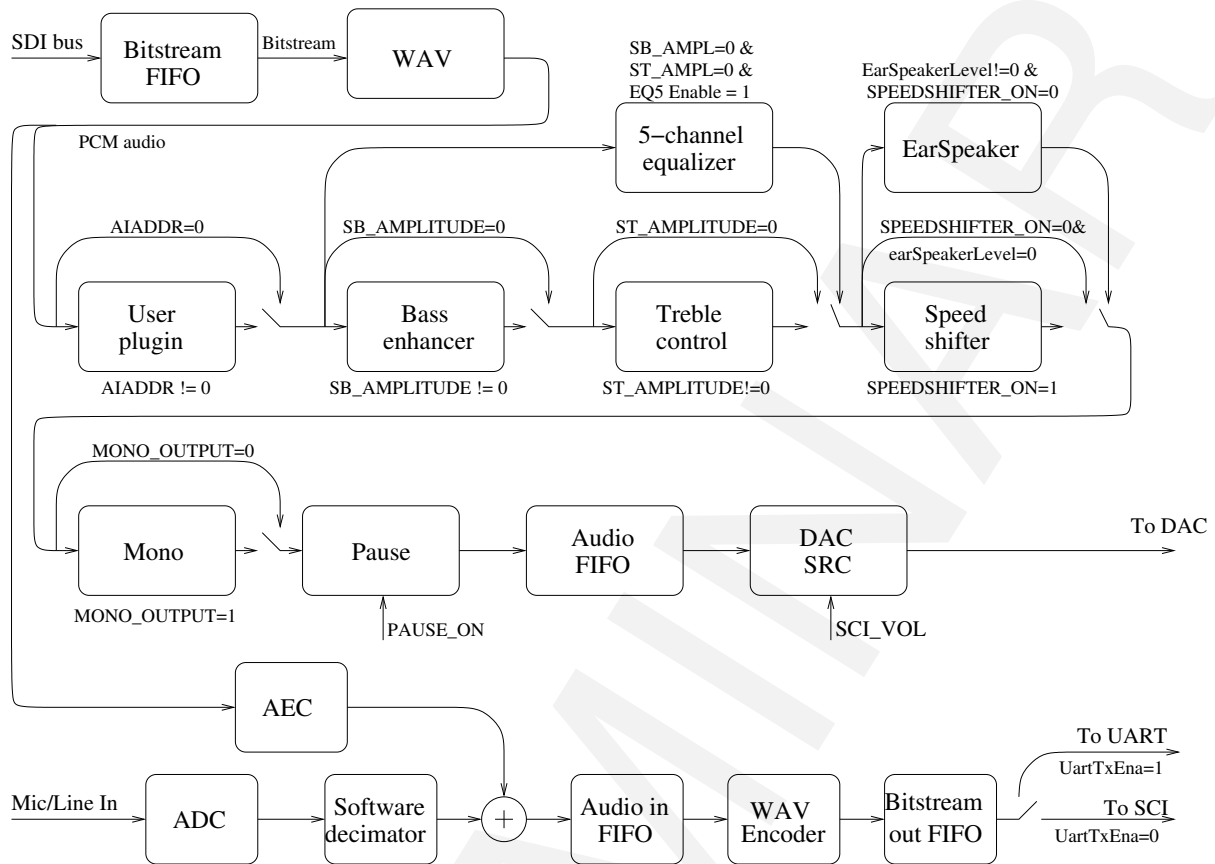 SDI bus
Bitstream
FIFO
Bitstream
WAV
SB_AMPL=0 &
ST_AMPL=0 &
EQ5 Enable = 1
EarSpeakerLevel!=0 &
SPEEDSHIFTER_ON=0
PCM audio
5−channel
equalizer
EarSpeaker
AIADDR=0
SB_AMPLITUDE=0
ST_AMPLITUDE=0
SPEEDSHIFTER_ON=0&
earSpeakerLevel=0
User
plugin
Bass
enhancer
Treble
control
Speed
shifter
AIADDR != 0
SB_AMPLITUDE != 0
ST_AMPLITUDE!=0
SPEEDSHIFTER_ON=1
MONO_OUTPUT=0
Mono
Pause
Audio
FIFO
DAC
SRC
To DAC
MONO_OUTPUT=1
PAUSE_ON
SCI_VOL
AEC
Mic/Line In
ADC
Software
decimator
+
Audio in
FIFO
WAV
Encoder
Bitstream
out FIFO
To UART
UartTxEna=1
To SCI
UartTxEna=0